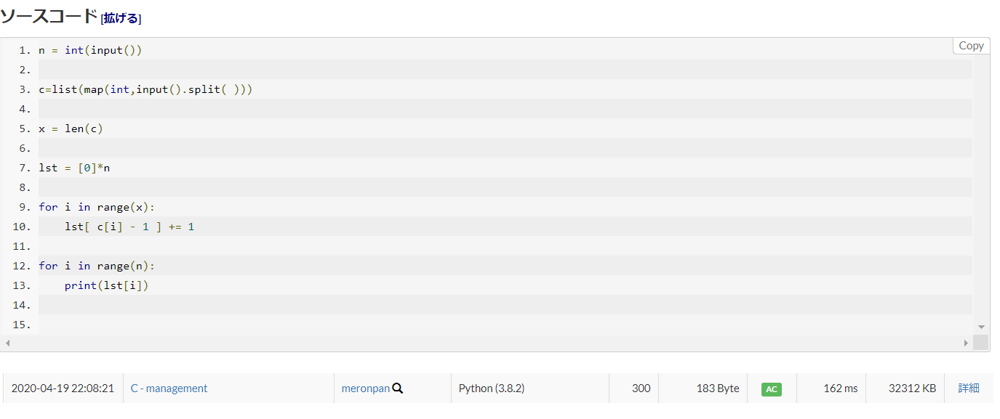 ソースコード [拡げる]
Copy
1. n = int(input())
2.
3. c=list(map(int,input().split( )))
4.
5. x = len(c)
6.
7. lst = [0]*n
8.
9. for i in range(x):
10.     lst[ c[i] - 1 ] += 1
11.
12. for i in range(n):
13.     print(lst[i])
14.
15.
2020-04-19 22:08:21 C - management meronpan Python (3.8.2) 300 183 Byte AC 162 ms 32312 KB 詳細